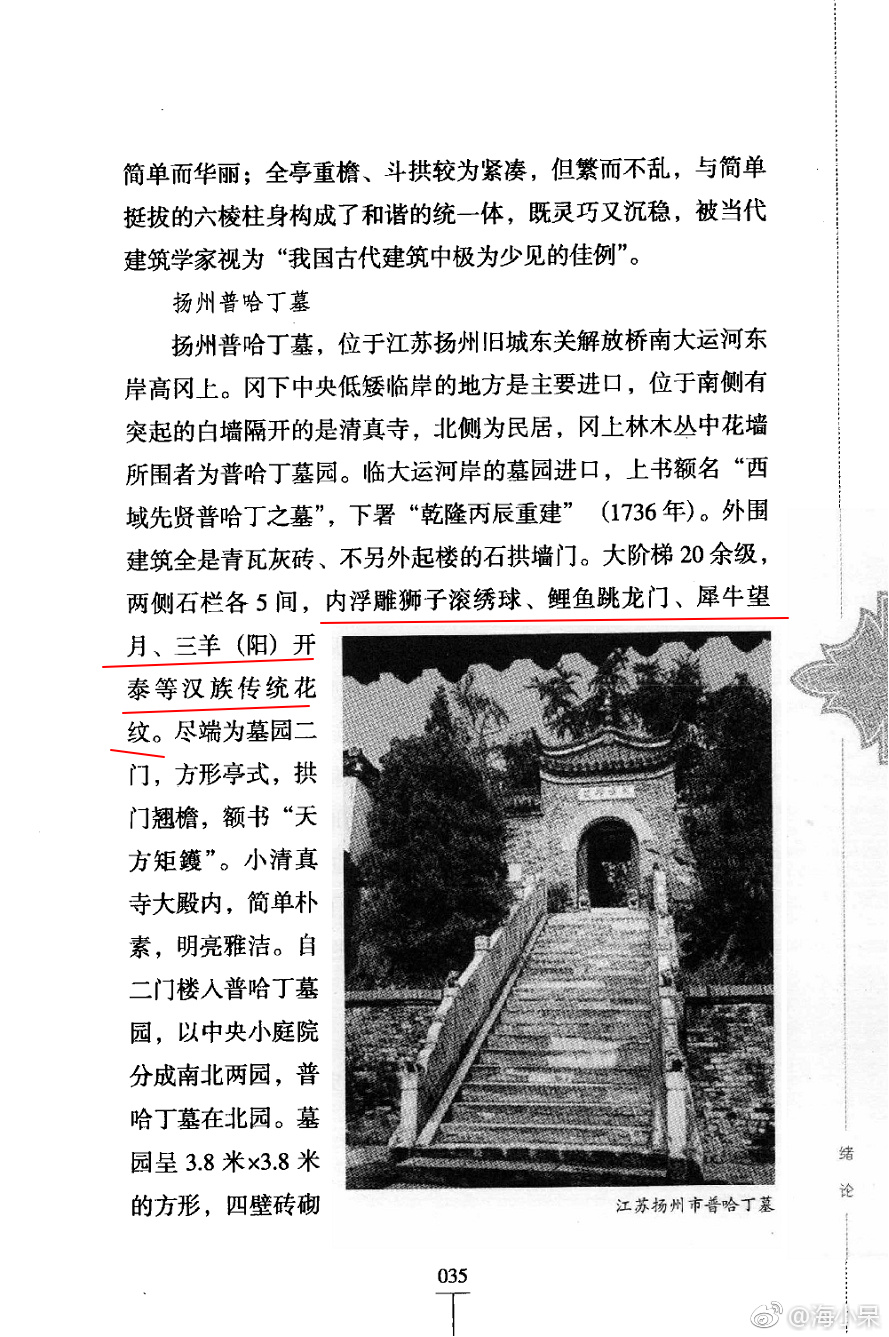 简单而华丽；全亭重檐、斗拱较为紧凑，但繁而不乱，与简单
挺拔的六棱柱身构成了和谐的统一体，既灵巧又沉稳，被当代
建筑学家视为“我国古代建筑中极为少见的佳例”。
扬州普哈丁墓
扬州普哈丁墓，位于江苏扬州旧城东关解放桥南大运河东
岸高冈上。冈下中央低矮临岸的地方是主要进口，位于南侧有
突起的白墙隔开的是清真寺，北侧为民居，冈上林木丛中花墙
所围者为普哈丁墓园。临大运河岸的墓园进口，上书额名“西
域先贤普哈丁之墓”，下署“乾隆丙辰重建”（1736年）。外围
建筑全是青瓦灰砖、不另外起楼的石拱墙门。大阶梯20余级，
两侧石栏各5间，内浮雕狮子滚绣球、鲤鱼跳龙门、犀牛望
月、三羊（阳）开
泰等汉族传统花
纹。尽端为墓园二
门，方形亭式，拱
门翘檐，额书“天
方矩鑊”。小清真
寺大殿内，简单朴
素，明亮雅洁。自
二门楼入普哈丁墓
园，以中央小庭院
分成南北两园，普
哈丁墓在北园。墓
园呈3.8米×3.8米
的方形，四壁砖砌
江苏扬州市普哈丁墓
绪论
035
@海小呆